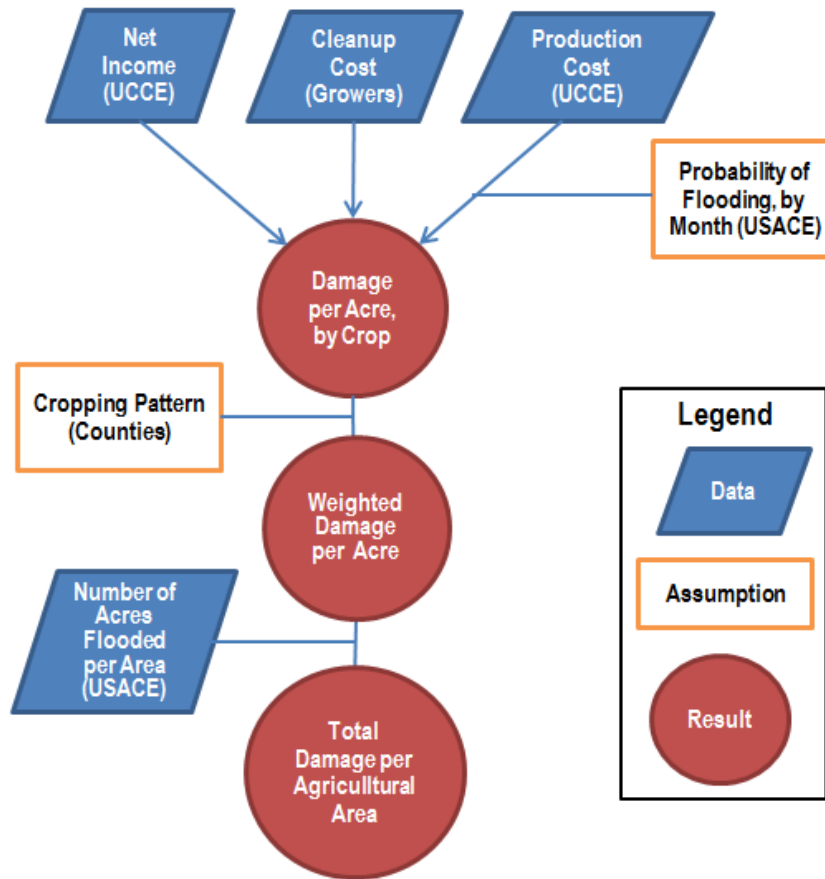 Net
Income
(UCCE)
Cleanup
Cost
(Growers)
Production
Cost
(UCCE)
Probability of
Flooding, by
Month (USACE)
Damage
per Acre,
by Crop
Cropping Pattern
(Counties)
Weighted
Damage
per Acre
Number of
Acres
Flooded
per Area
(USACE)
Total
Damage per
Agriculltural
Area
Legend
Data
Assumption
Result